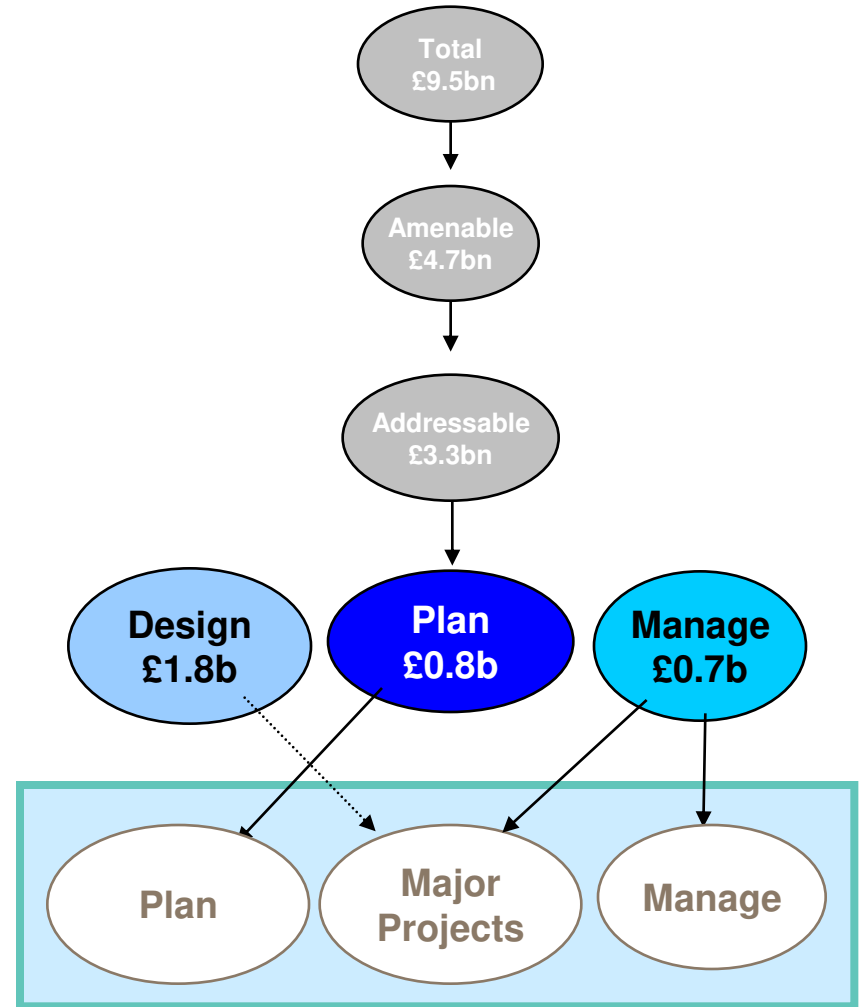 Total
£9.5bn
Amenable
£4.7bn
Addressable
£3.3bn
Design
£1.8b
Plan
£0.8b
Manage
£0.7b
Plan
Major
Projects
Manage